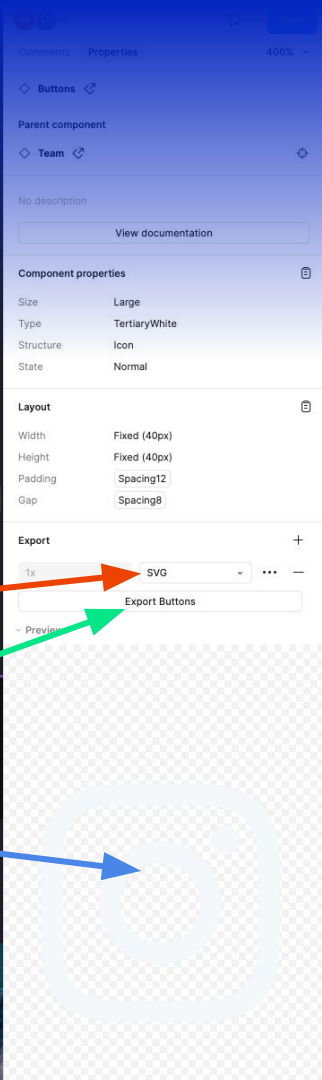 Comments Properties 400%
Buttons
Parent component
Team
No description
View documentation
Component properties
Size Large
Type TertiaryWhite
Structure Icon
State Normal
Layout
Width Fixed (40px)
Height Fixed (40px)
Padding Spacing12
Gap Spacing8
Export
1x SVG
Export Buttons
Preview